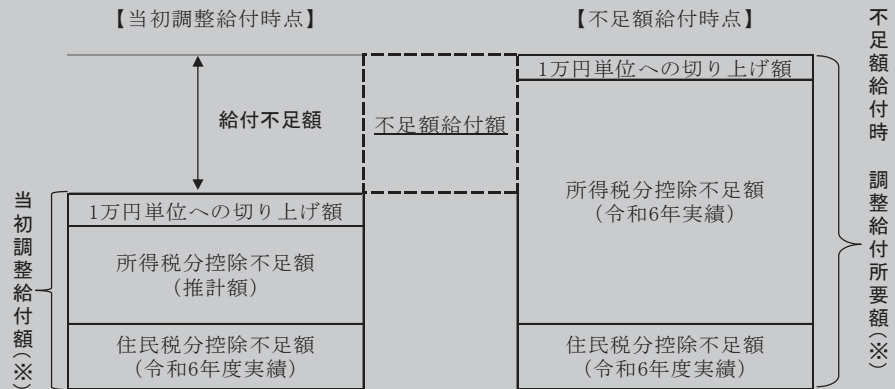 【当初調整給付時点】
【不足額給付時点】
給付不足額
不足額給付額
1万円単位への切り上げ額
所得税分控除不足額
(推計額)
住民税分控除不足額
(令和6年度実績)
当初調整給付額(※)
1万円単位への切り上げ額
所得税分控除不足額
(令和6年実績)
住民税分控除不足額
(令和6年度実績)
不足額給付時 調整給付所要額(※)